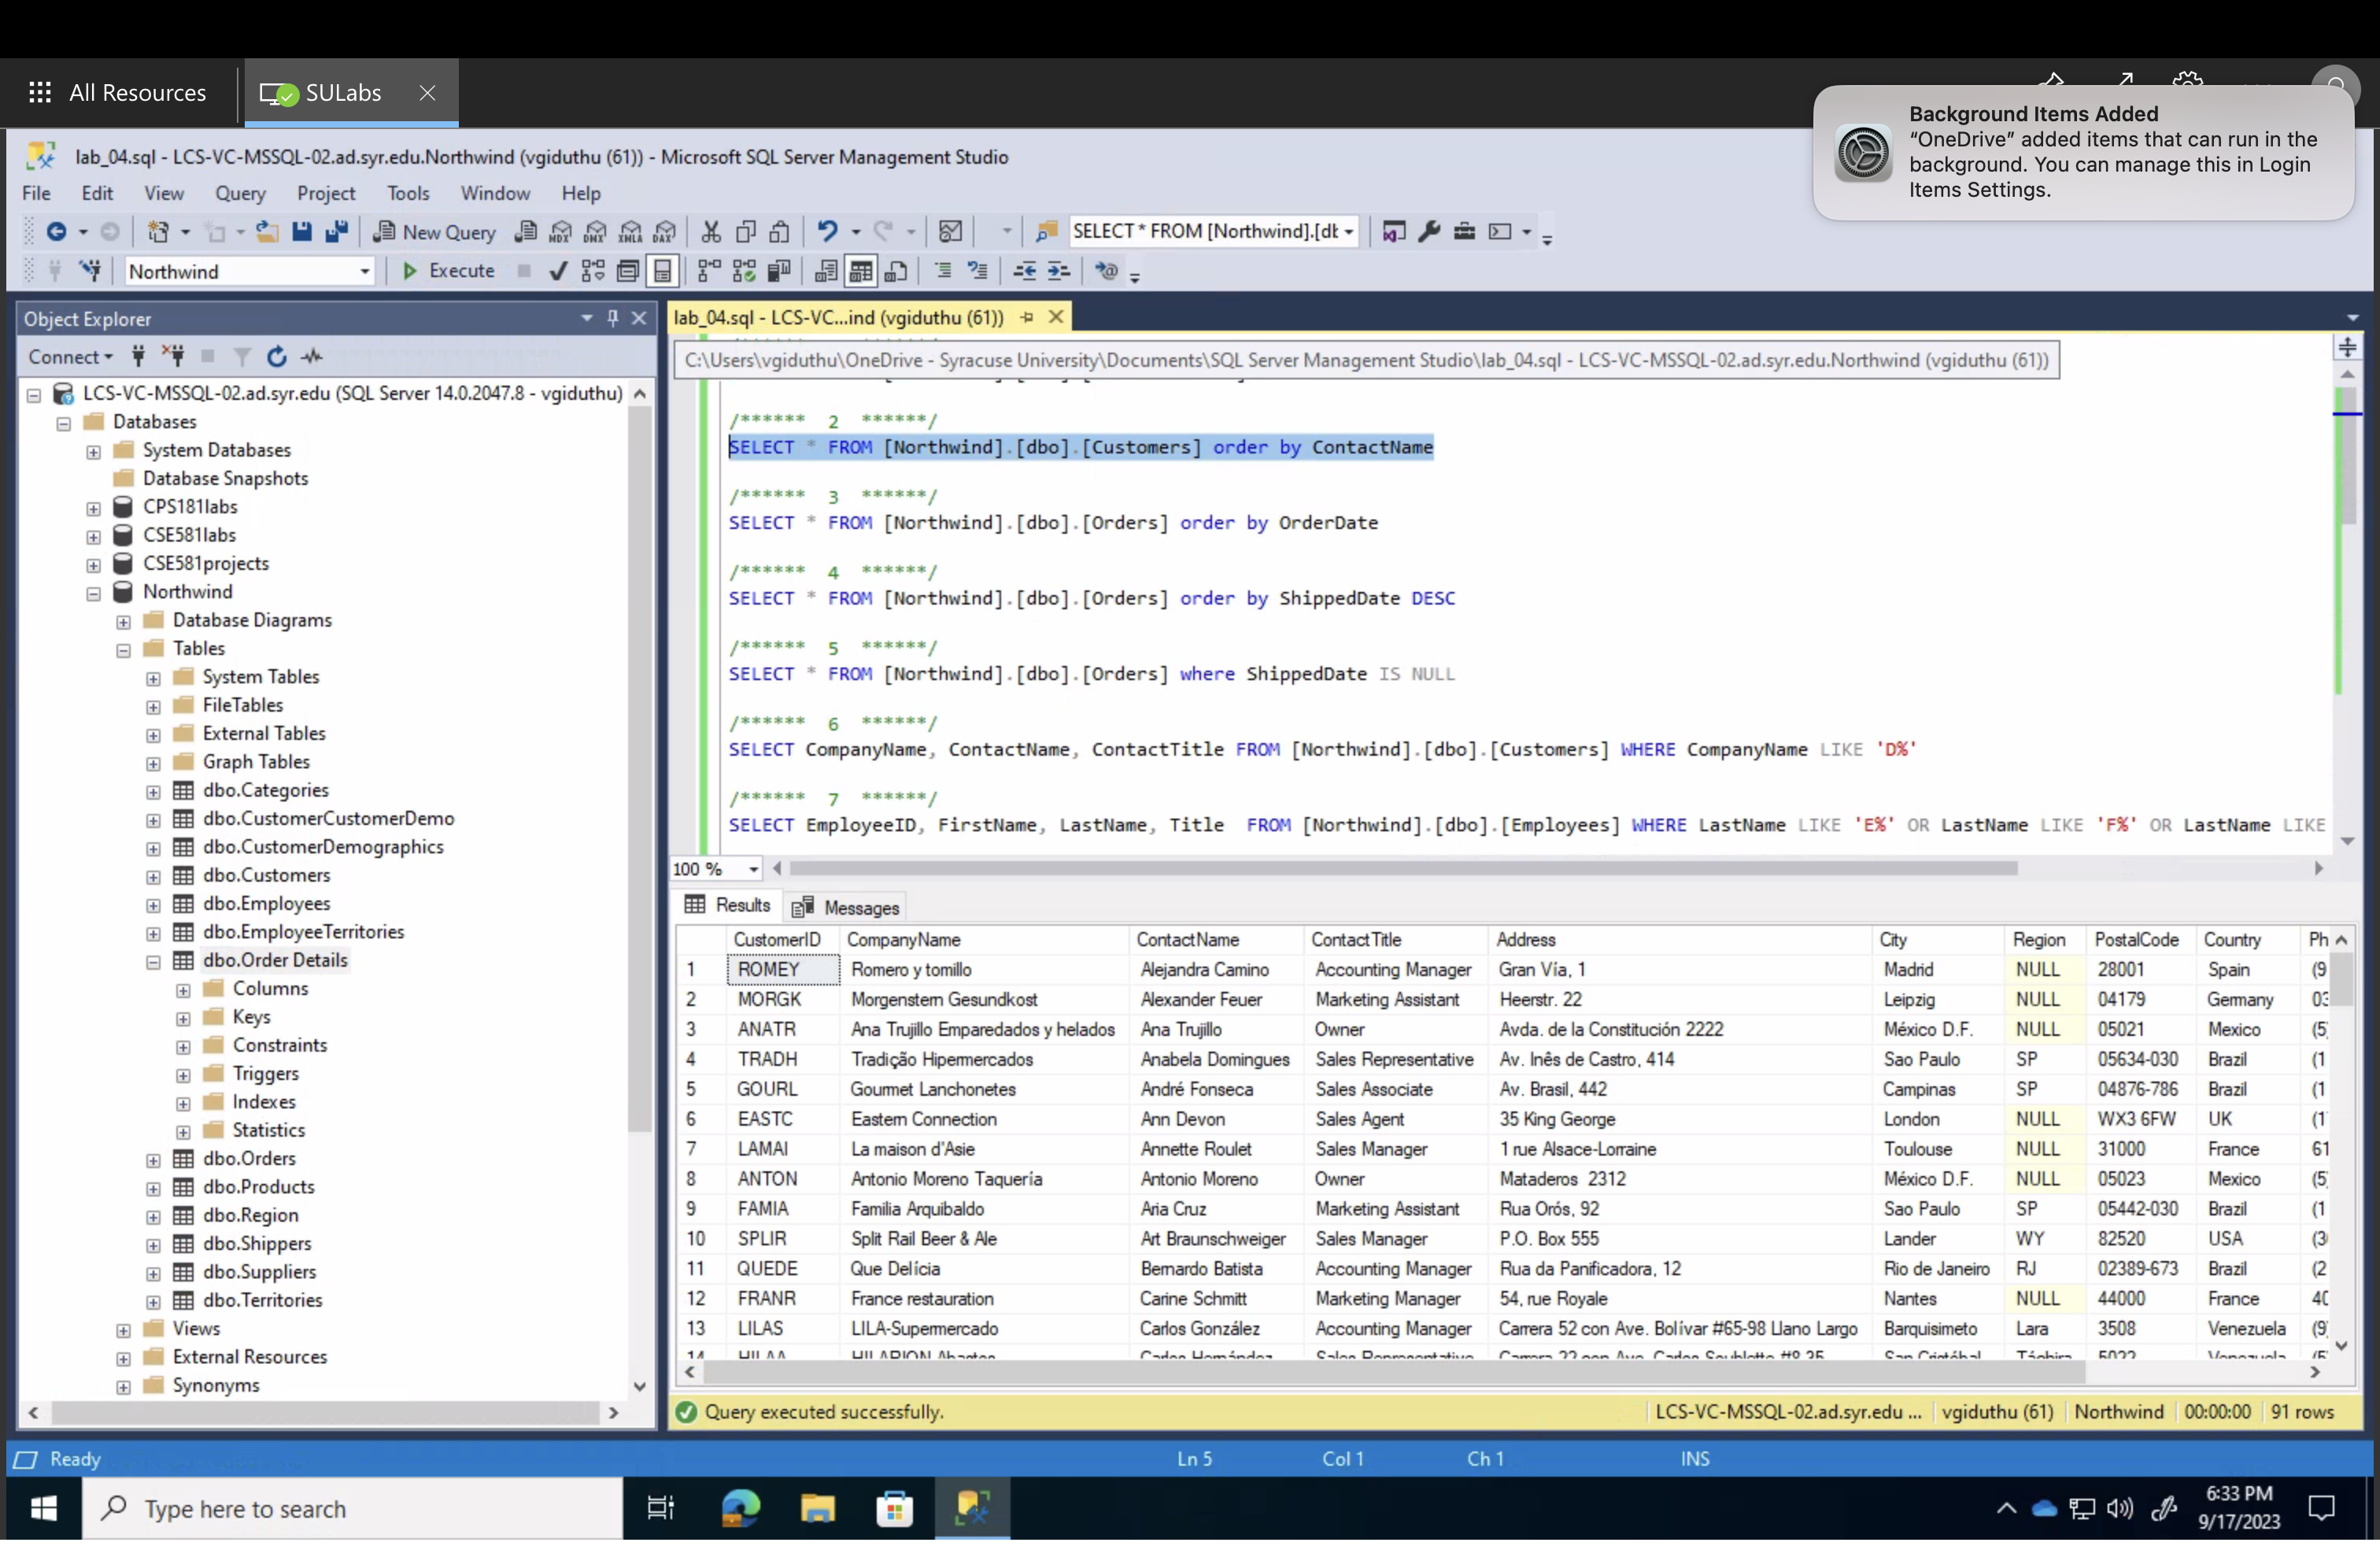 All Resources
SULabs
Background Items Added
“OneDrive” added items that can run in the
background. You can manage this in Login
Items Settings.
lab_04.sql - LCS-VC-MSSQL-02.ad.syr.edu.Northwind (vgiduthu (61)) - Microsoft SQL Server Management Studio
File Edit View Query Project Tools Window Help
New Query MDX DMX XMLA DAX SELECT * FROM [Northwind].[dt
Northwind Execute
Object Explorer
Connect
LCS-VC-MSSQL-02.ad.syr.edu (SQL Server 14.0.2047.8 - vgiduthu)
Databases
System Databases
Database Snapshots
CPS181labs
CSE581labs
CSE581projects
Northwind
Database Diagrams
Tables
System Tables
FileTables
External Tables
Graph Tables
dbo.Categories
dbo.CustomerCustomerDemo
dbo.CustomerDemographics
dbo.Customers
dbo.Employees
dbo.EmployeeTerritories
dbo.Order Details
Columns
Keys
Constraints
Triggers
Indexes
Statistics
dbo.Orders
dbo.Products
dbo.Region
dbo.Shippers
dbo.Suppliers
dbo.Territories
Views
External Resources
Synonyms
lab_04.sql - LCS-VC...ind (vgiduthu (61))
C:\Users\vgiduthu\OneDrive - Syracuse University\Documents\SQL Server Management Studio\lab_04.sql - LCS-VC-MSSQL-02.ad.syr.edu.Northwind (vgiduthu (61))
/****** 2 ******/
SELECT * FROM [Northwind].[dbo].[Customers] order by ContactName
/****** 3 ******/
SELECT * FROM [Northwind].[dbo].[Orders] order by OrderDate
/****** 4 ******/
SELECT * FROM [Northwind].[dbo].[Orders] order by ShippedDate DESC
/****** 5 ******/
SELECT * FROM [Northwind].[dbo].[Orders] where ShippedDate IS NULL
/****** 6 ******/
SELECT CompanyName, ContactName, ContactTitle FROM [Northwind].[dbo].[Customers] WHERE CompanyName LIKE 'D%'
/****** 7 ******/
SELECT EmployeeID, FirstName, LastName, Title FROM [Northwind].[dbo].[Employees] WHERE LastName LIKE 'E%' OR LastName LIKE 'F%' OR LastName LIKE
100 %
Results Messages
CustomerID CompanyName ContactName ContactTitle Address City Region PostalCode Country Ph
1 ROMEY Romero y tomillo Alejandra Camino Accounting Manager Gran Vía, 1 Madrid NULL 28001 Spain (9
2 MORGK Morgenstern Gesundkost Alexander Feuer Marketing Assistant Heerstr. 22 Leipzig NULL 04179 Germany 03
3 ANATR Ana Trujillo Emparedados y helados Ana Trujillo Owner Avda. de la Constitución 2222 México D.F. NULL 05021 Mexico (5
4 TRADH Tradição Hipermercados Anabela Domingues Sales Representative Av. Inês de Castro, 414 Sao Paulo SP 05634-030 Brazil (1
5 GOURL Gourmet Lanchonetes André Fonseca Sales Associate Av. Brasil, 442 Campinas SP 04876-786 Brazil (1
6 EASTC Eastern Connection Ann Devon Sales Agent 35 King George London NULL WX3 6FW UK (1
7 LAMAI La maison d'Asie Annette Roulet Sales Manager 1 rue Alsace-Lorraine Toulouse NULL 31000 France 61
8 ANTON Antonio Moreno Taquería Antonio Moreno Owner Mataderos 2312 México D.F. NULL 05023 Mexico (5
9 FAMIA Familia Arquibaldo Aria Cruz Marketing Assistant Rua Orós, 92 Sao Paulo SP 05442-030 Brazil (1
10 SPLIR Split Rail Beer & Ale Art Braunschweiger Sales Manager P.O. Box 555 Lander WY 82520 USA (3
11 QUEDE Que Delícia Bernardo Batista Accounting Manager Rua da Panificadora, 12 Rio de Janeiro RJ 02389-673 Brazil (2
12 FRANR France restauration Carine Schmitt Marketing Manager 54, rue Royale Nantes NULL 44000 France 40
13 LILAS LILA-Supermercado Carlos González Accounting Manager Carrera 52 con Ave. Bolívar #65-98 Llano Largo Barquisimeto Lara 3508 Venezuela (9
14 HILAA HILARION-Abastos Carlos Hernández Sales Representative Carrera 22 con Ave. Carlos Soublette #8-35 San Cristóbal Táchira 5022 Venezuela (5
Query executed successfully. LCS-VC-MSSQL-02.ad.syr.edu ... vgiduthu (61) Northwind 00:00:00 91 rows
Ready Ln 5 Col 1 Ch 1 INS
Type here to search
6:33 PM
9/17/2023